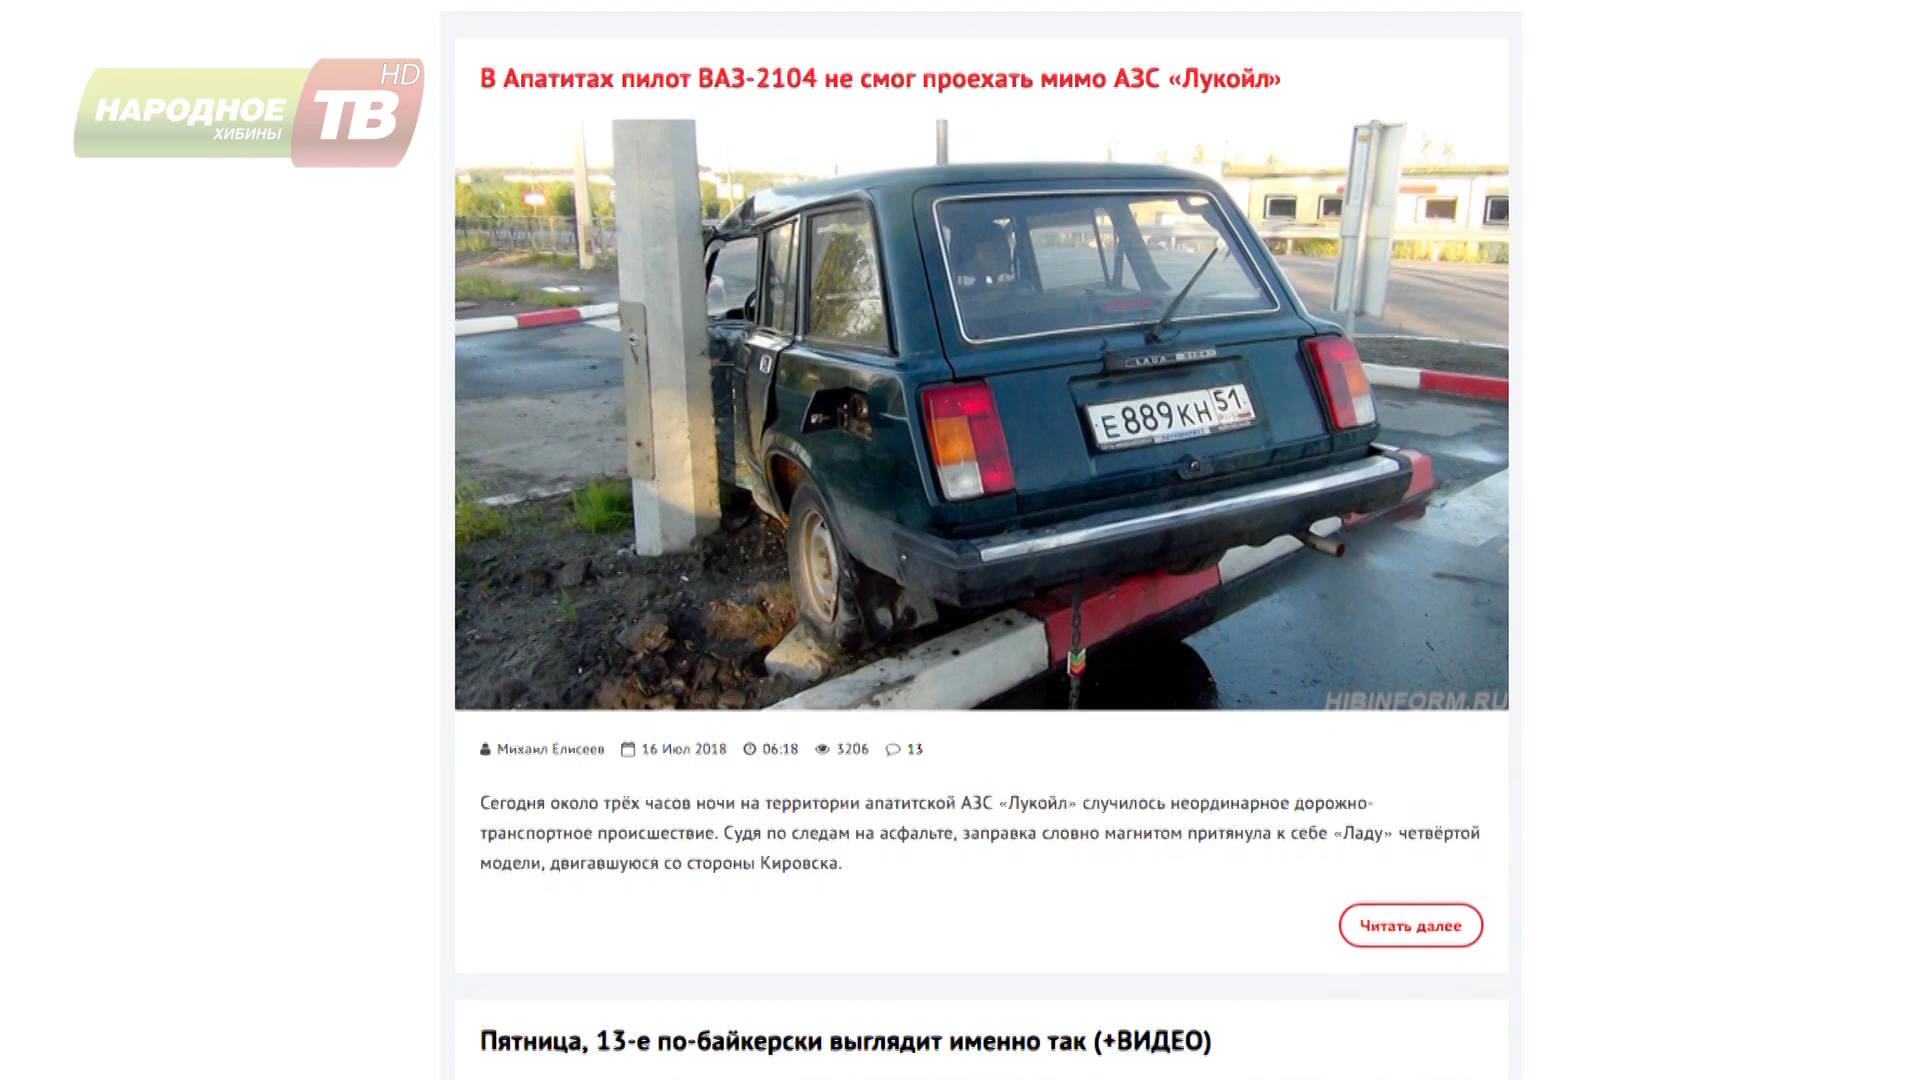 НАРОДНОЕ
ХИБИНЫ
ТВ
HD
В Апатитах пилот ВАЗ-2104 не смог проехать мимо АЗС «Лукойл»
LADA
Е889КН 51
HIBINFORM.RU
Михаил Елисеев 16 Июл 2018 06:18 3206 13
Сегодня около трёх часов ночи на территории апатитской АЗС «Лукойл» случилось неординарное дорожно-
транспортное происшествие. Судя по следам на асфальте, заправка словно магнитом притянула к себе «Ладу» четвёртой
модели, двигавшуюся со стороны Кировска.
Читать далее
Пятница, 13-е по-байкерски выглядит именно так (+ВИДЕО)